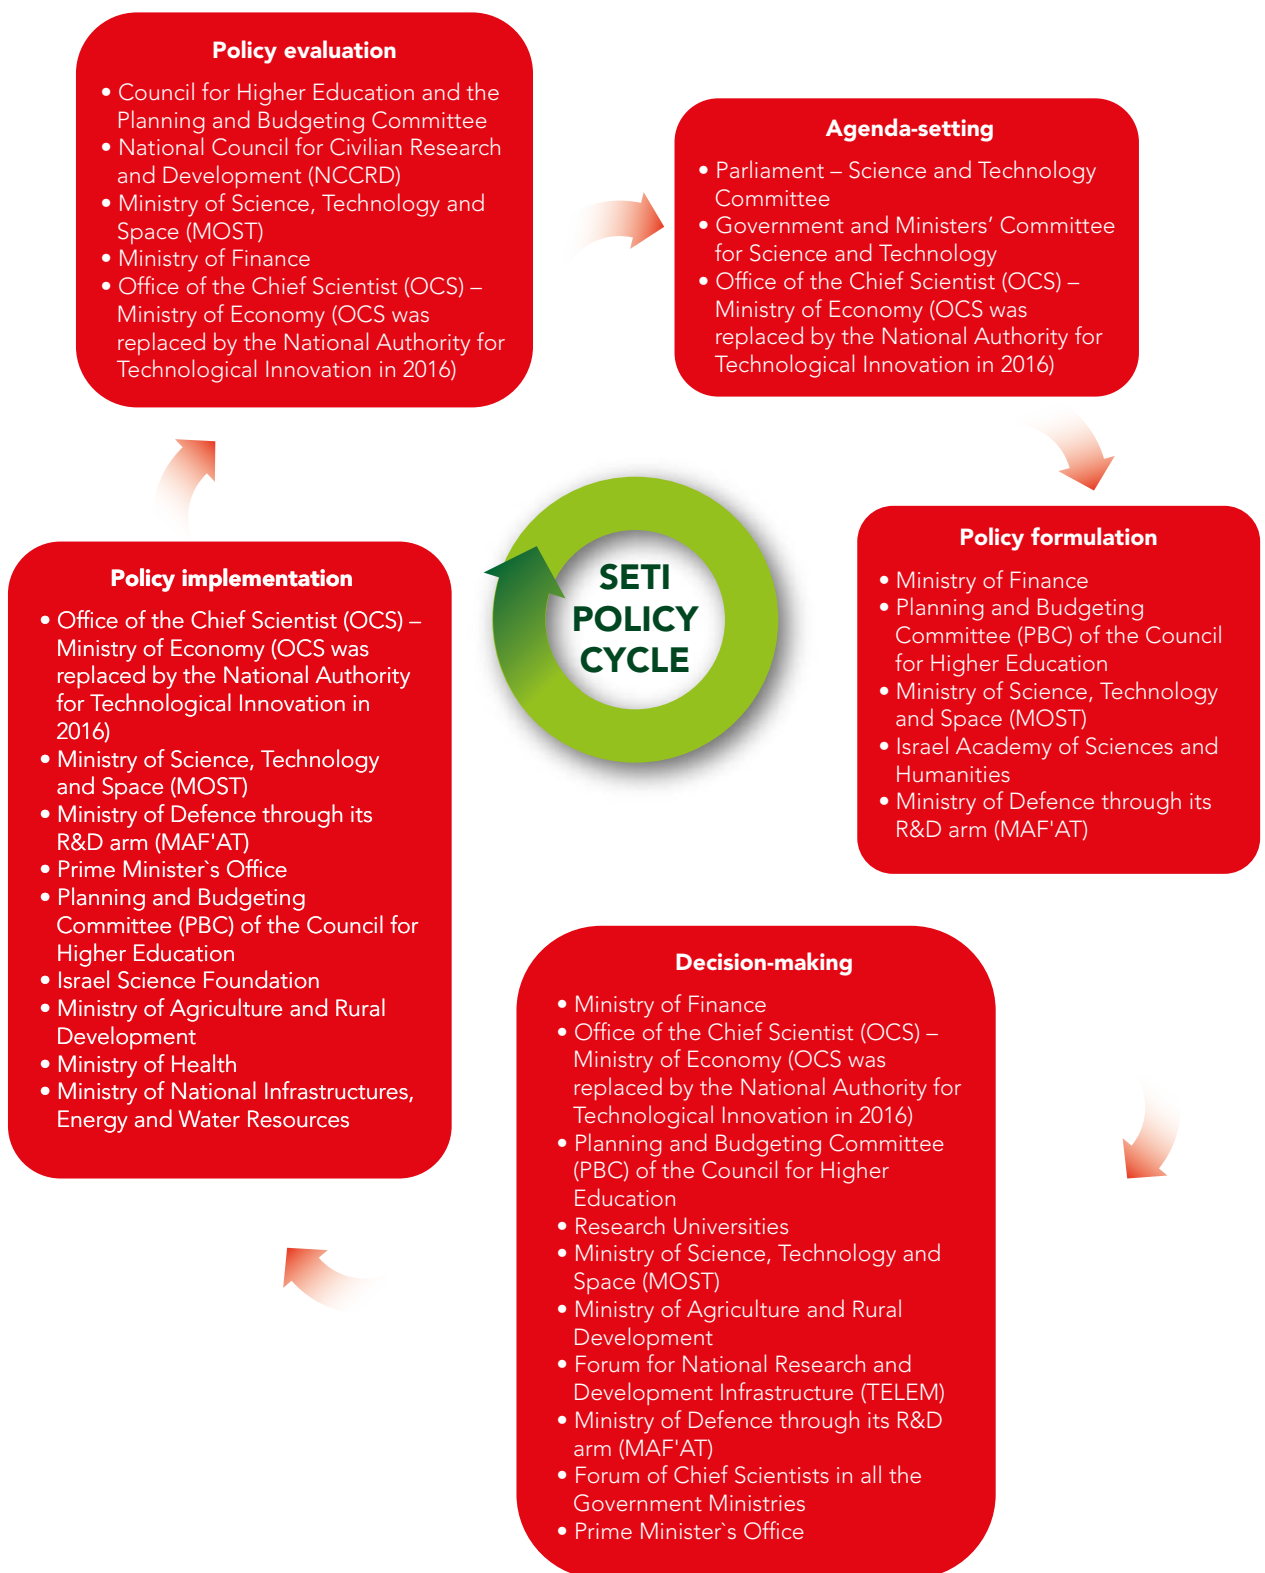 Policy evaluation
• Council for Higher Education and the
Planning and Budgeting Committee
• National Council for Civilian Research
and Development (NCCRD)
• Ministry of Science, Technology and
Space (MOST)
• Ministry of Finance
• Office of the Chief Scientist (OCS) –
Ministry of Economy (OCS was
replaced by the National Authority for
Technological Innovation in 2016)
Agenda-setting
• Parliament – Science and Technology
Committee
• Government and Ministers’ Committee
for Science and Technology
• Office of the Chief Scientist (OCS) –
Ministry of Economy (OCS was
replaced by the National Authority for
Technological Innovation in 2016)
Policy formulation
• Ministry of Finance
• Planning and Budgeting
Committee (PBC) of the Council
for Higher Education
• Ministry of Science, Technology
and Space (MOST)
• Israel Academy of Sciences and
Humanities
• Ministry of Defence through its
R&D arm (MAF'AT)
Decision-making
• Ministry of Finance
• Office of the Chief Scientist (OCS) –
Ministry of Economy (OCS was
replaced by the National Authority for
Technological Innovation in 2016)
• Planning and Budgeting Committee
(PBC) of the Council for Higher
Education
• Research Universities
• Ministry of Science, Technology and
Space (MOST)
• Ministry of Agriculture and Rural
Development
• Forum for National Research and
Development Infrastructure (TELEM)
• Ministry of Defence through its R&D
arm (MAF'AT)
• Forum of Chief Scientists in all the
Government Ministries
• Prime Minister`s Office
Policy implementation
• Office of the Chief Scientist (OCS) –
Ministry of Economy (OCS was
replaced by the National Authority
for Technological Innovation in
2016)
• Ministry of Science, Technology
and Space (MOST)
• Ministry of Defence through its
R&D arm (MAF'AT)
• Prime Minister`s Office
• Planning and Budgeting
Committee (PBC) of the Council for
Higher Education
• Israel Science Foundation
• Ministry of Agriculture and Rural
Development
• Ministry of Health
• Ministry of National Infrastructures,
Energy and Water Resources
SETI
POLICY
CYCLE